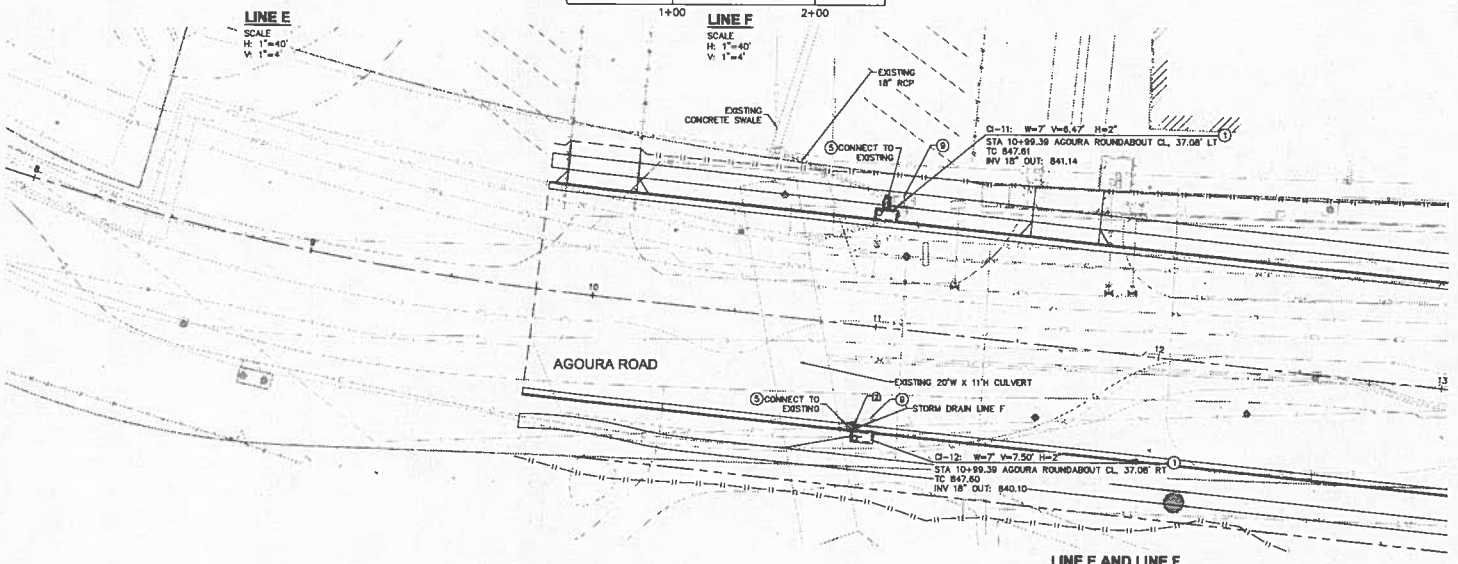 1+00 2+00
LINE E
SCALE
H: 1"=40'
V: 1"=4'
LINE F
SCALE
H: 1"=40'
V: 1"=4'
EXISTING
18" RCP
EXISTING
CONCRETE SWALE
5 CONNECT TO
EXISTING
9
CI-11: W=7' V=6.47' H=2"
STA 10+99.39 AGOURA ROUNDABOUT CL, 37.08' LT
TC 847.61
INV 18" OUT: 841.14
1
8
9
10
11
12
13
AGOURA ROAD
EXISTING 20'W X 11'H CULVERT
5 CONNECT TO
EXISTING
2
9
STORM DRAIN LINE F
CI-12: W=7' V=7.50' H=2"
STA 10+99.39 AGOURA ROUNDABOUT CL, 37.08' RT
TC 847.60
INV 18" OUT: 840.10
1
LINE E AND LINE F